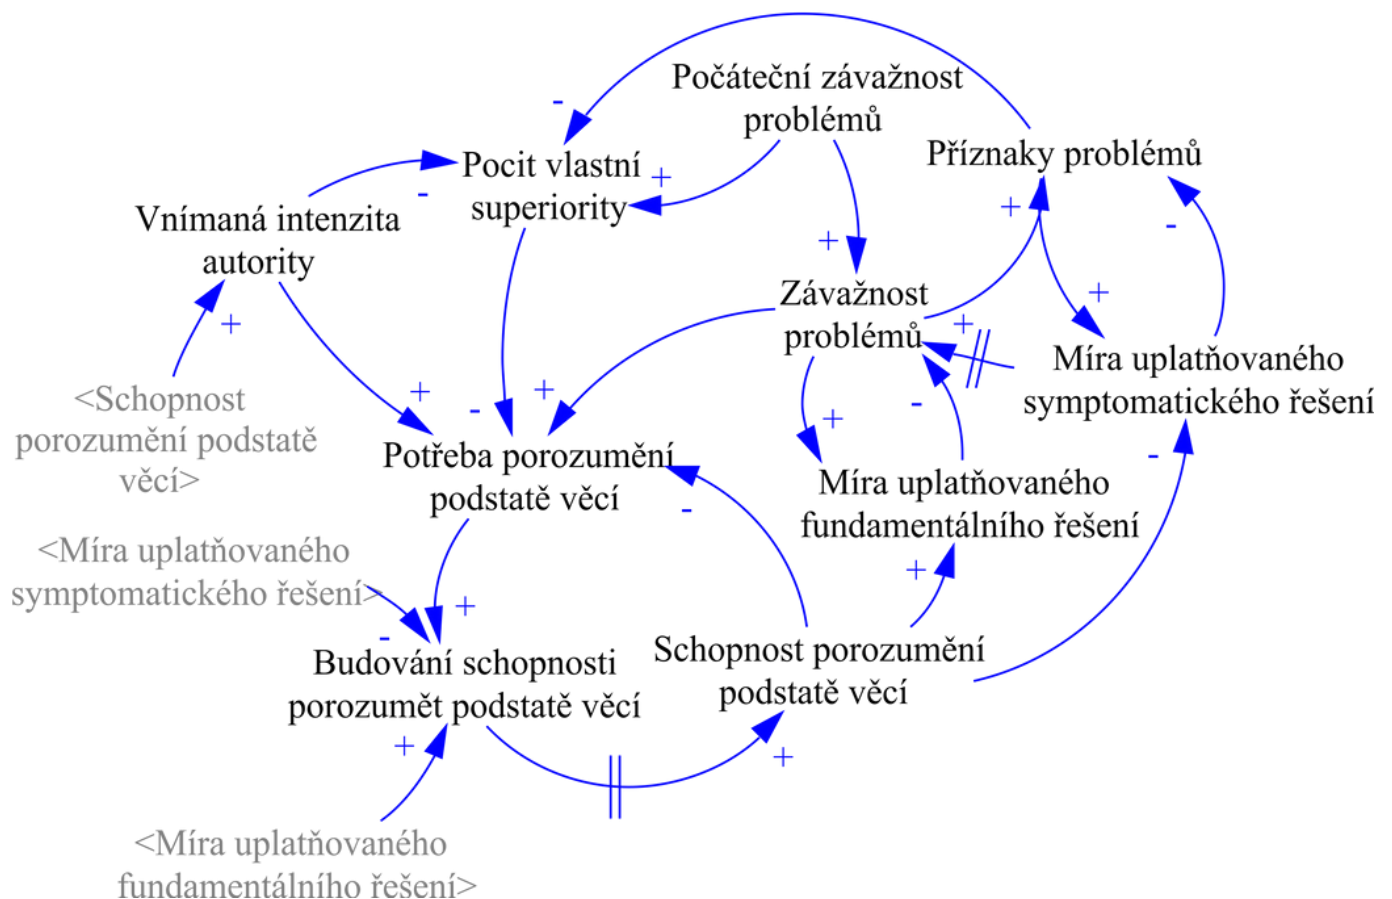 Počáteční závažnost
problémů
Příznaky problémů
Pocit vlastní
superiority
Vnímaná intenzita
autority
Závažnost
problémů
Míra uplatňovaného
symptomatického řešení
<Schopnost
porozumění podstatě
věcí>
Potřeba porozumění
podstatě věcí
Míra uplatňovaného
fundamentálního řešení
<Míra uplatňovaného
symptomatického řešení>
Budování schopnosti
porozumět podstatě věcí
Schopnost porozumění
podstatě věcí
<Míra uplatňovaného
fundamentálního řešení>